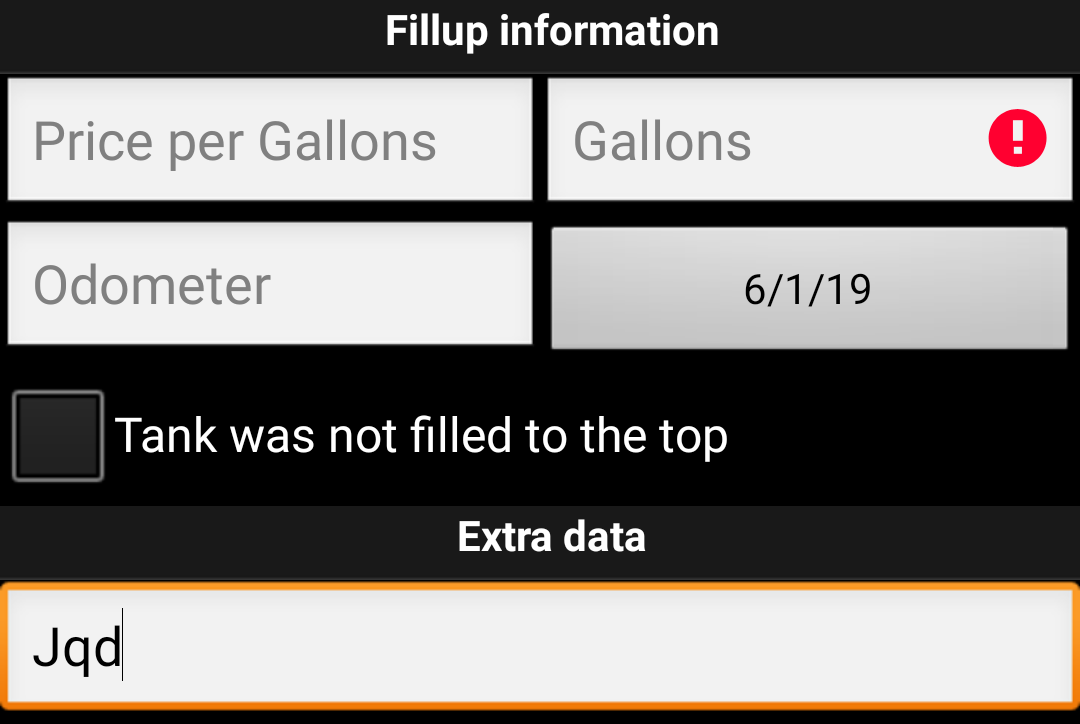 Fillup information
Price per Gallons
Gallons
Odometer
6/1/19
Tank was not filled to the top
Extra data
Jqd